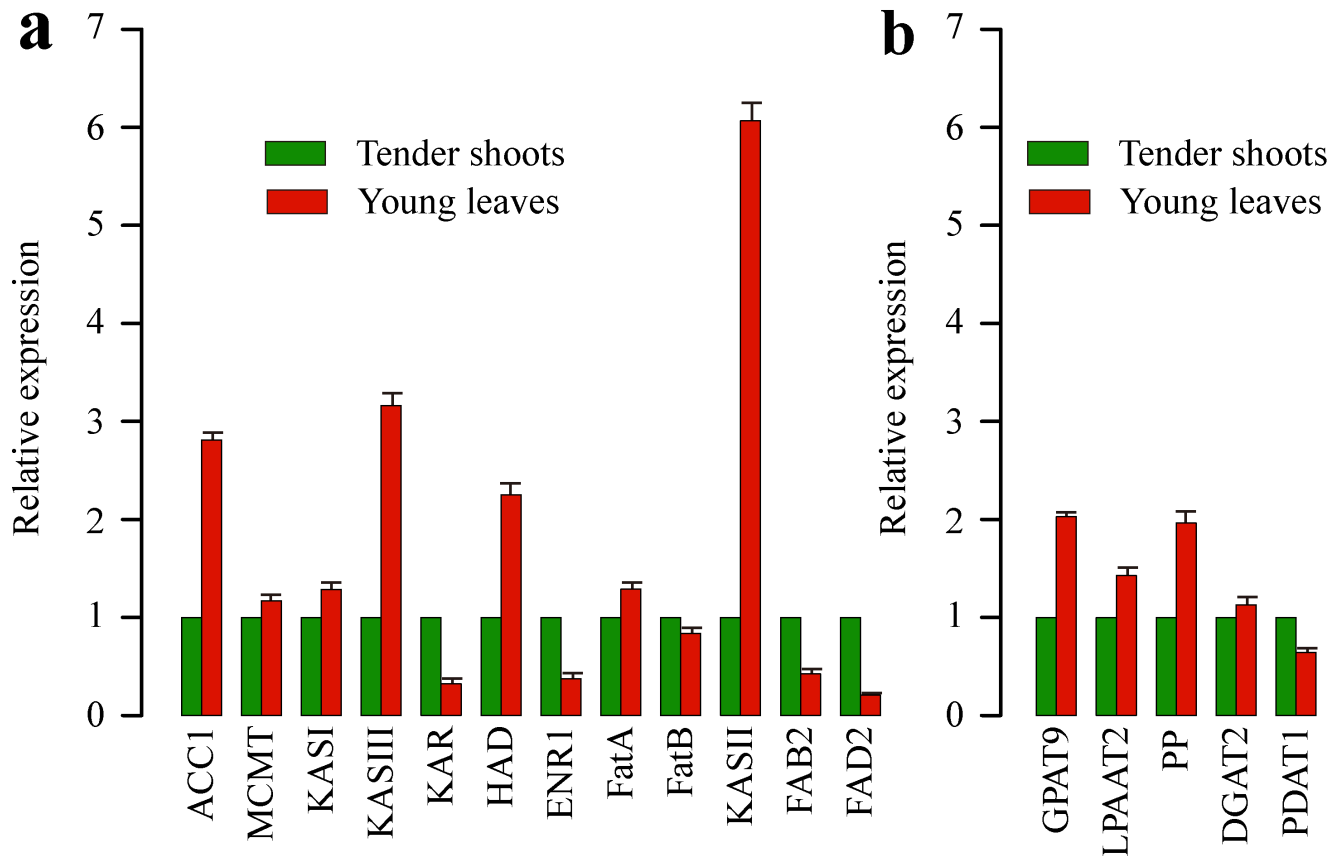 a
7
6
5
4
3
2
1
0
Relative expression
Tender shoots
Young leaves
ACC1
MCMT
KASI
KASIII
KAR
HAD
ENR1
FatA
FatB
KASII
FAB2
FAD2
b
7
6
5
4
3
2
1
0
Relative expression
Tender shoots
Young leaves
GPAT9
LPAAT2
PP
DGAT2
PDAT1